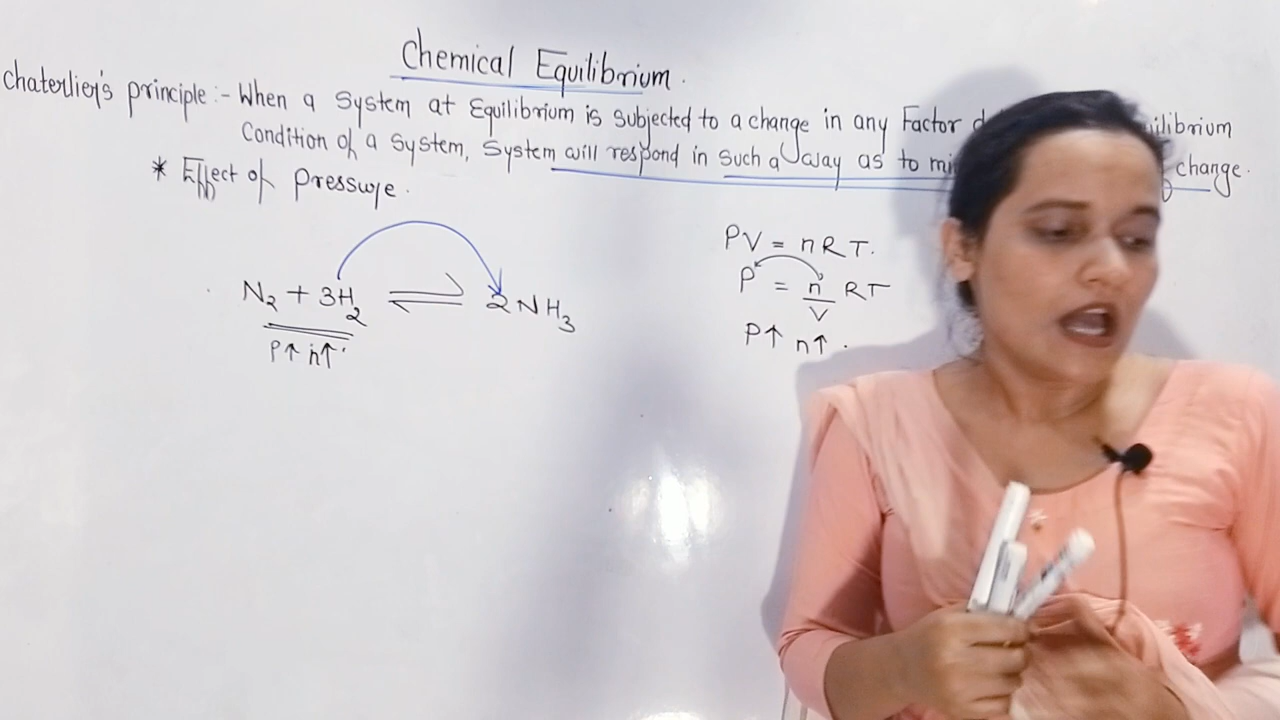 Chemical Equilibrium.
Chaterlier's principle :- When a System at Equilibrium is subjected to a change in any Factor
Condition of a system, System will respond in such a way as to change.
* Effect of Pressure.
N₂ + 3H₂ ⇌ 2NH₃
P↑ n↑
PV = nRT.
P = n/V RT
P↑ n↑.